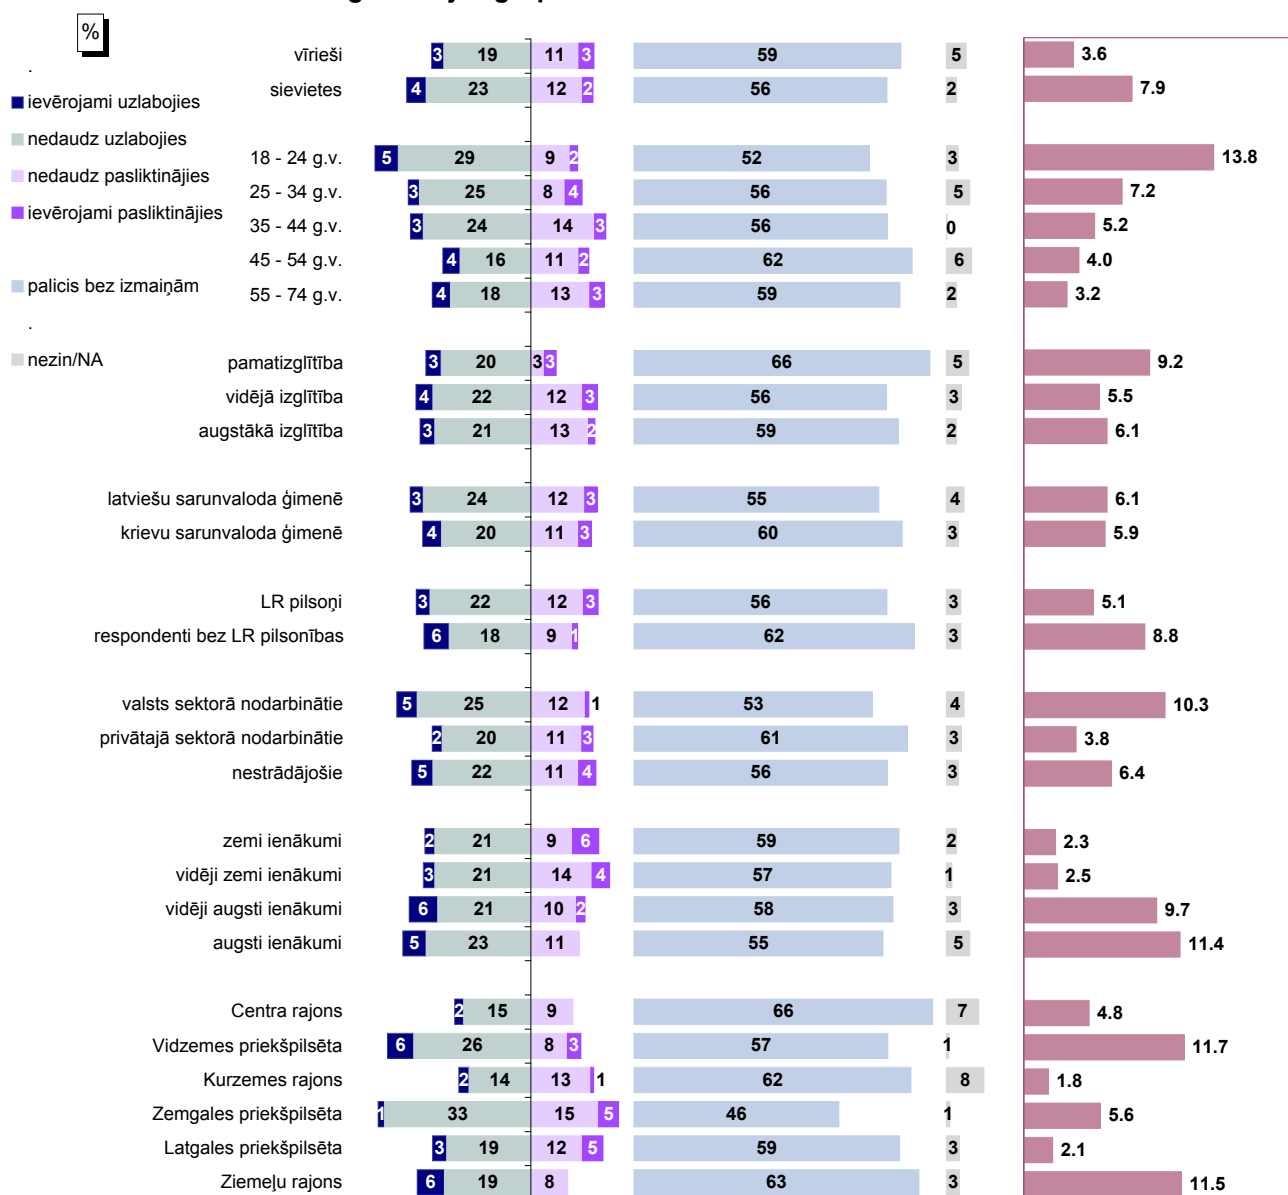 %
.
ievērojami uzlabojies
nedaudz uzlabojies
nedaudz pasliktinājies
ievērojami pasliktinājies
palicis bez izmaiņām
.
nezin/NA
vīrieši 3 19 11 3 59 5 3.6
sievietes 4 23 12 2 56 2 7.9
18 - 24 g.v. 5 29 9 2 52 3 13.8
25 - 34 g.v. 3 25 8 4 56 5 7.2
35 - 44 g.v. 3 24 14 3 56 0 5.2
45 - 54 g.v. 4 16 11 2 62 6 4.0
55 - 74 g.v. 4 18 13 3 59 2 3.2
pamatizglītība 3 20 3 3 66 5 9.2
vidējā izglītība 4 22 12 3 56 3 5.5
augstākā izglītība 3 21 13 2 59 2 6.1
latviešu sarunvaloda ģimenē 3 24 12 3 55 4 6.1
krievu sarunvaloda ģimenē 4 20 11 3 60 3 5.9
LR pilsoņi 3 22 12 3 56 3 5.1
respondenti bez LR pilsonības 6 18 9 1 62 3 8.8
valsts sektorā nodarbinātie 5 25 12 1 53 4 10.3
privātajā sektorā nodarbinātie 2 20 11 3 61 3 3.8
nestrādājošie 5 22 11 4 56 3 6.4
zemi ienākumi 2 21 9 6 59 2 2.3
vidēji zemi ienākumi 3 21 14 4 57 1 2.5
vidēji augsti ienākumi 6 21 10 2 58 3 9.7
augsti ienākumi 5 23 11 55 5 11.4
Centra rajons 2 15 9 66 7 4.8
Vidzemes priekšpilsēta 6 26 8 3 57 1 11.7
Kurzemes rajons 2 14 13 1 62 8 1.8
Zemgales priekšpilsēta 1 33 15 5 46 1 5.6
Latgales priekšpilsēta 3 19 12 5 59 3 2.1
Ziemeļu rajons 6 19 8 63 3 11.5